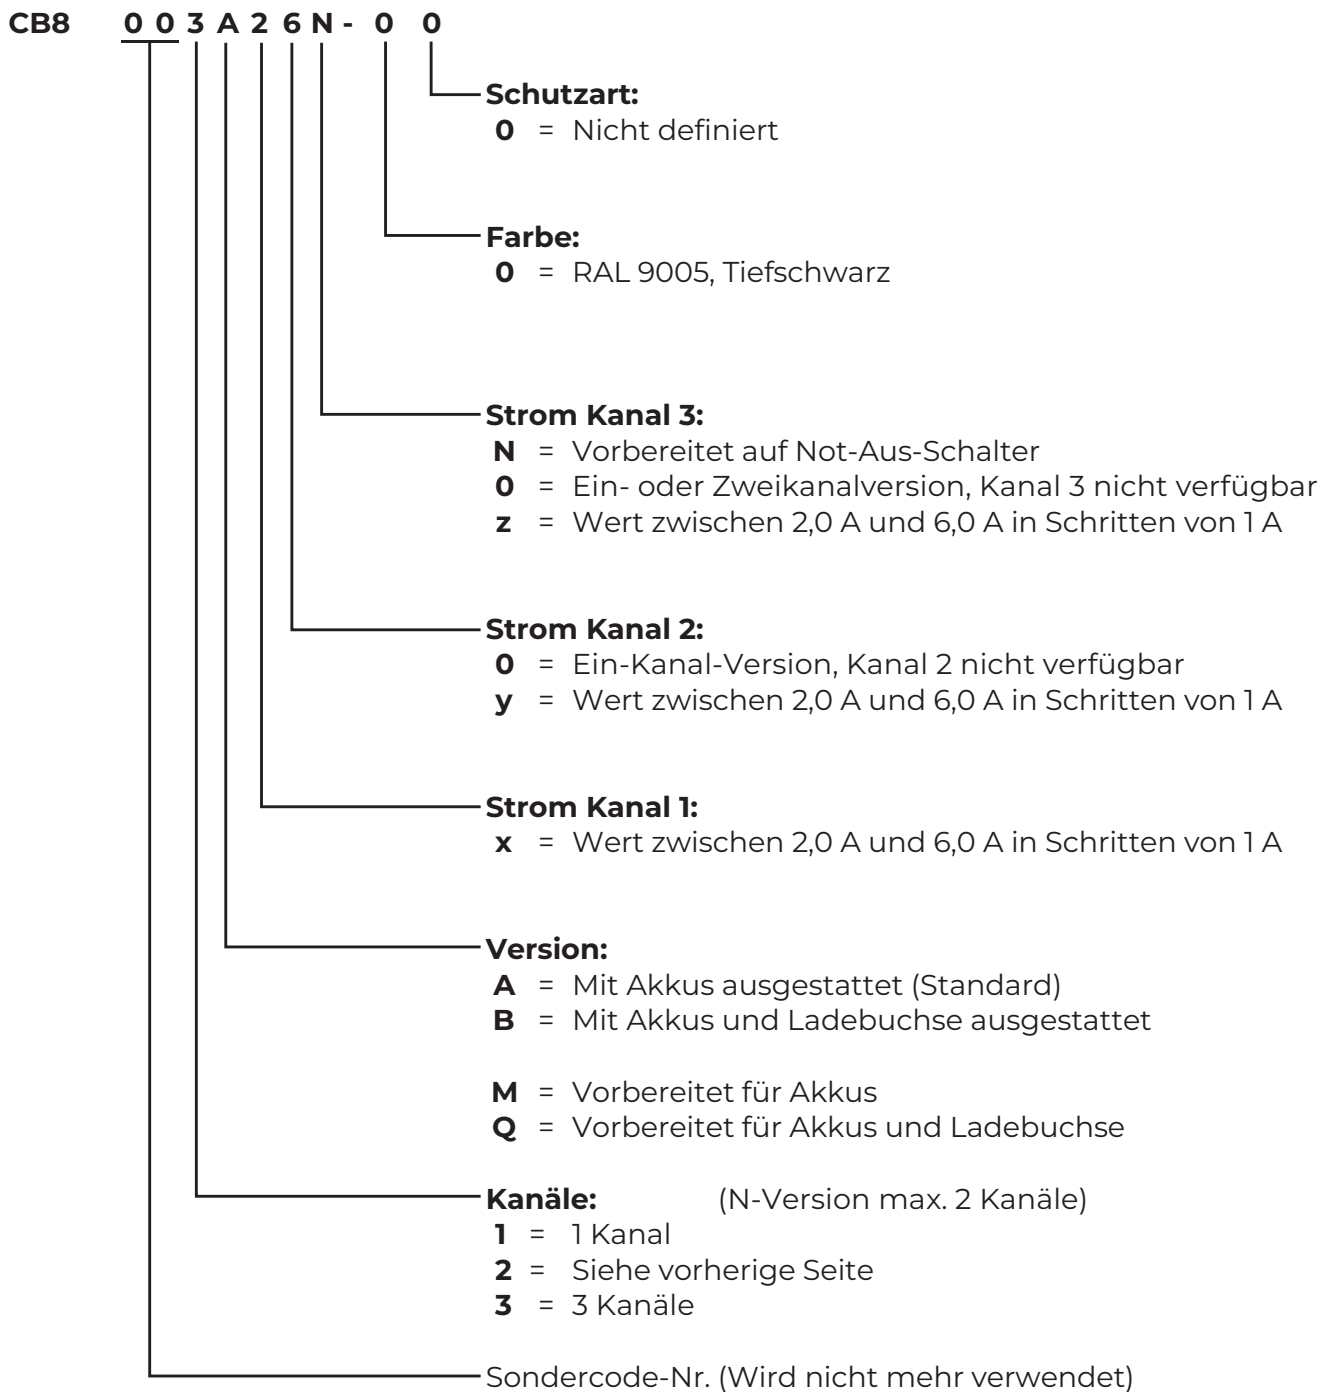 CB8 0 0 3 A 2 6 N - 0 0
Schutzart:
0 = Nicht definiert
Farbe:
0 = RAL 9005, Tiefschwarz
Strom Kanal 3:
N = Vorbereitet auf Not-Aus-Schalter
0 = Ein- oder Zweikanalversion, Kanal 3 nicht verfügbar
z = Wert zwischen 2,0 A und 6,0 A in Schritten von 1 A
Strom Kanal 2:
0 = Ein-Kanal-Version, Kanal 2 nicht verfügbar
y = Wert zwischen 2,0 A und 6,0 A in Schritten von 1 A
Strom Kanal 1:
x = Wert zwischen 2,0 A und 6,0 A in Schritten von 1 A
Version:
A = Mit Akkus ausgestattet (Standard)
B = Mit Akkus und Ladebuchse ausgestattet
M = Vorbereitet für Akkus
Q = Vorbereitet für Akkus und Ladebuchse
Kanäle: (N-Version max. 2 Kanäle)
1 = 1 Kanal
2 = Siehe vorherige Seite
3 = 3 Kanäle
Sondercode-Nr. (Wird nicht mehr verwendet)